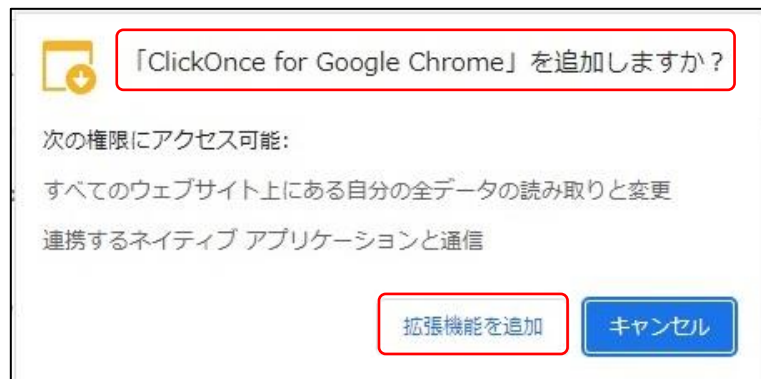 「ClickOnce for Google Chrome」を追加しますか？
次の権限にアクセス可能:
すべてのウェブサイト上にある自分の全データの読み取りと変更
連携するネイティブ アプリケーションと通信
拡張機能を追加
キャンセル